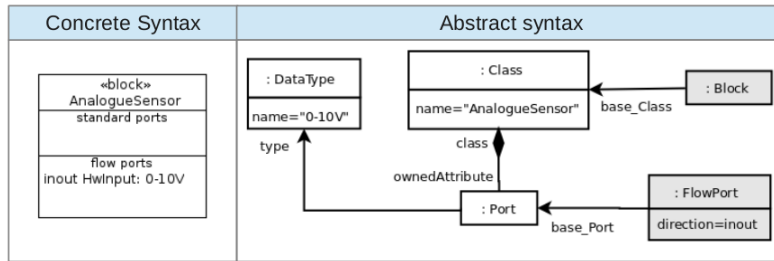 Concrete Syntax
Abstract syntax
«block»
AnalogueSensor
standard ports
flow ports
inout HwInput: 0-10V
: DataType
name="0-10V"
type
: Class
name="AnalogueSensor"
class
ownedAttribute
: Port
base_Class
: Block
base_Port
: FlowPort
direction=inout